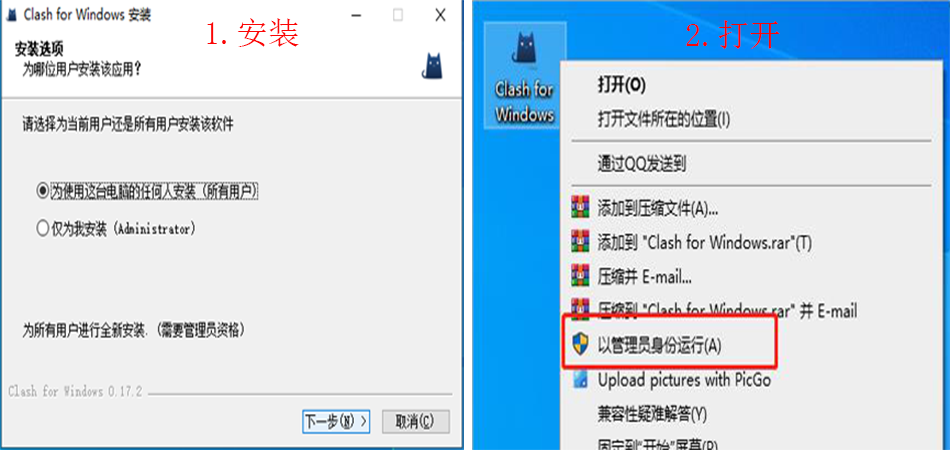 Clash for Windows 安装
1.安装
安装选项
为哪位用户安装该应用？
请选择为当前用户还是所有用户安装该软件
为使用这台电脑的任何人安装（所有用户）
仅为我安装（Administrator）
为所有用户进行全新安装.（需要管理员资格）
Clash for Windows 0.17.2
下一步(N) >
取消(C)
2.打开
Clash for
Windows
打开(O)
打开文件所在的位置(I)
通过QQ发送到
添加到压缩文件(A)...
添加到 "Clash for Windows.rar"(T)
压缩并 E-mail...
压缩到 "Clash for Windows.rar" 并 E-mail
以管理员身份运行(A)
Upload pictures with PicGo
兼容性疑难解答(Y)
固定到"开始"屏幕(P)